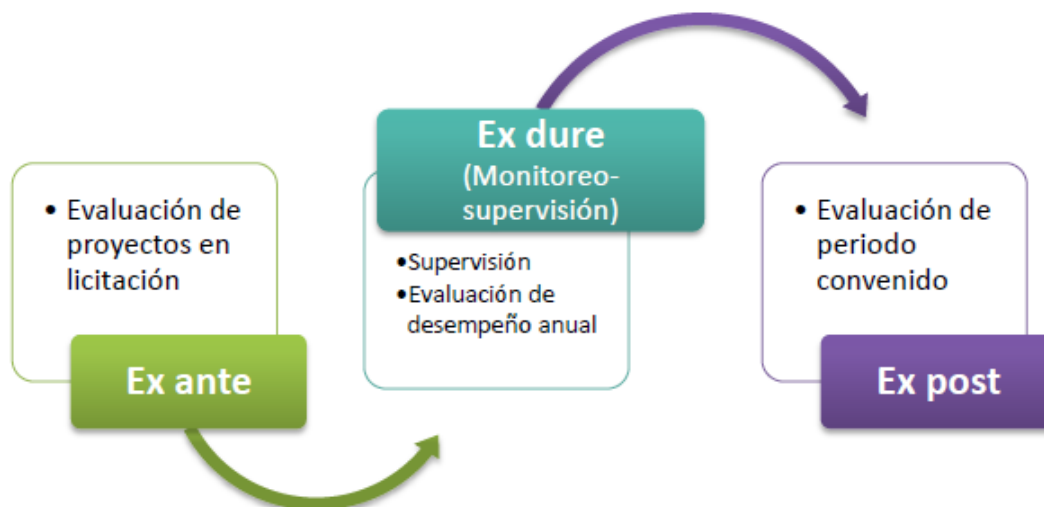 • Evaluación de
proyectos en
licitación
Ex ante
Ex dure
(Monitoreo-
supervisión)
•Supervisión
•Evaluación de
desempeño anual
• Evaluación de
periodo
convenido
Ex post